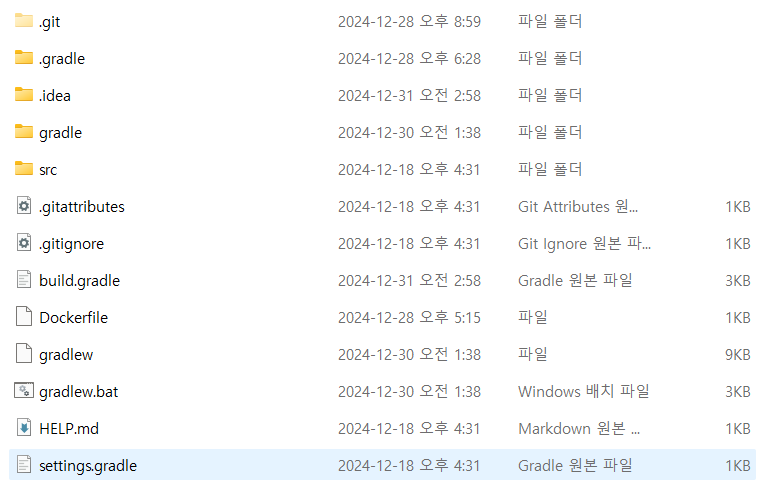 .git 2024-12-28 오후 8:59 파일 폴더
.gradle 2024-12-28 오후 6:28 파일 폴더
.idea 2024-12-31 오전 2:58 파일 폴더
gradle 2024-12-30 오전 1:38 파일 폴더
src 2024-12-18 오후 4:31 파일 폴더
.gitattributes 2024-12-18 오후 4:31 Git Attributes 원... 1KB
.gitignore 2024-12-18 오후 4:31 Git Ignore 원본 파... 1KB
build.gradle 2024-12-31 오전 2:58 Gradle 원본 파일 3KB
Dockerfile 2024-12-28 오후 5:15 파일 1KB
gradlew 2024-12-30 오전 1:38 파일 9KB
gradlew.bat 2024-12-30 오전 1:38 Windows 배치 파일 3KB
HELP.md 2024-12-18 오후 4:31 Markdown 원본 ... 1KB
settings.gradle 2024-12-18 오후 4:31 Gradle 원본 파일 1KB